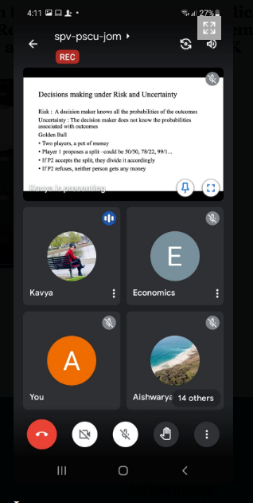 4:11
27%
spv-pscu-jom
REC
Decisions making under Risk and Uncertainty
Risk : A decision maker knows all the probabilities of the outcomes
Uncertainty : The decision maker does not know the probabilities
associated with outcomes
Golden Ball
• Two players, a pot of money
• Player 1 proposes a split -could be 50/50, 78/22, 99/1...
• If P2 accepts the split, they divide it accordingly
• If P2 refuses, neither person gets any money
Kavya is presenting
Kavya
E
Economics
A
You
Aishwarya
14 others